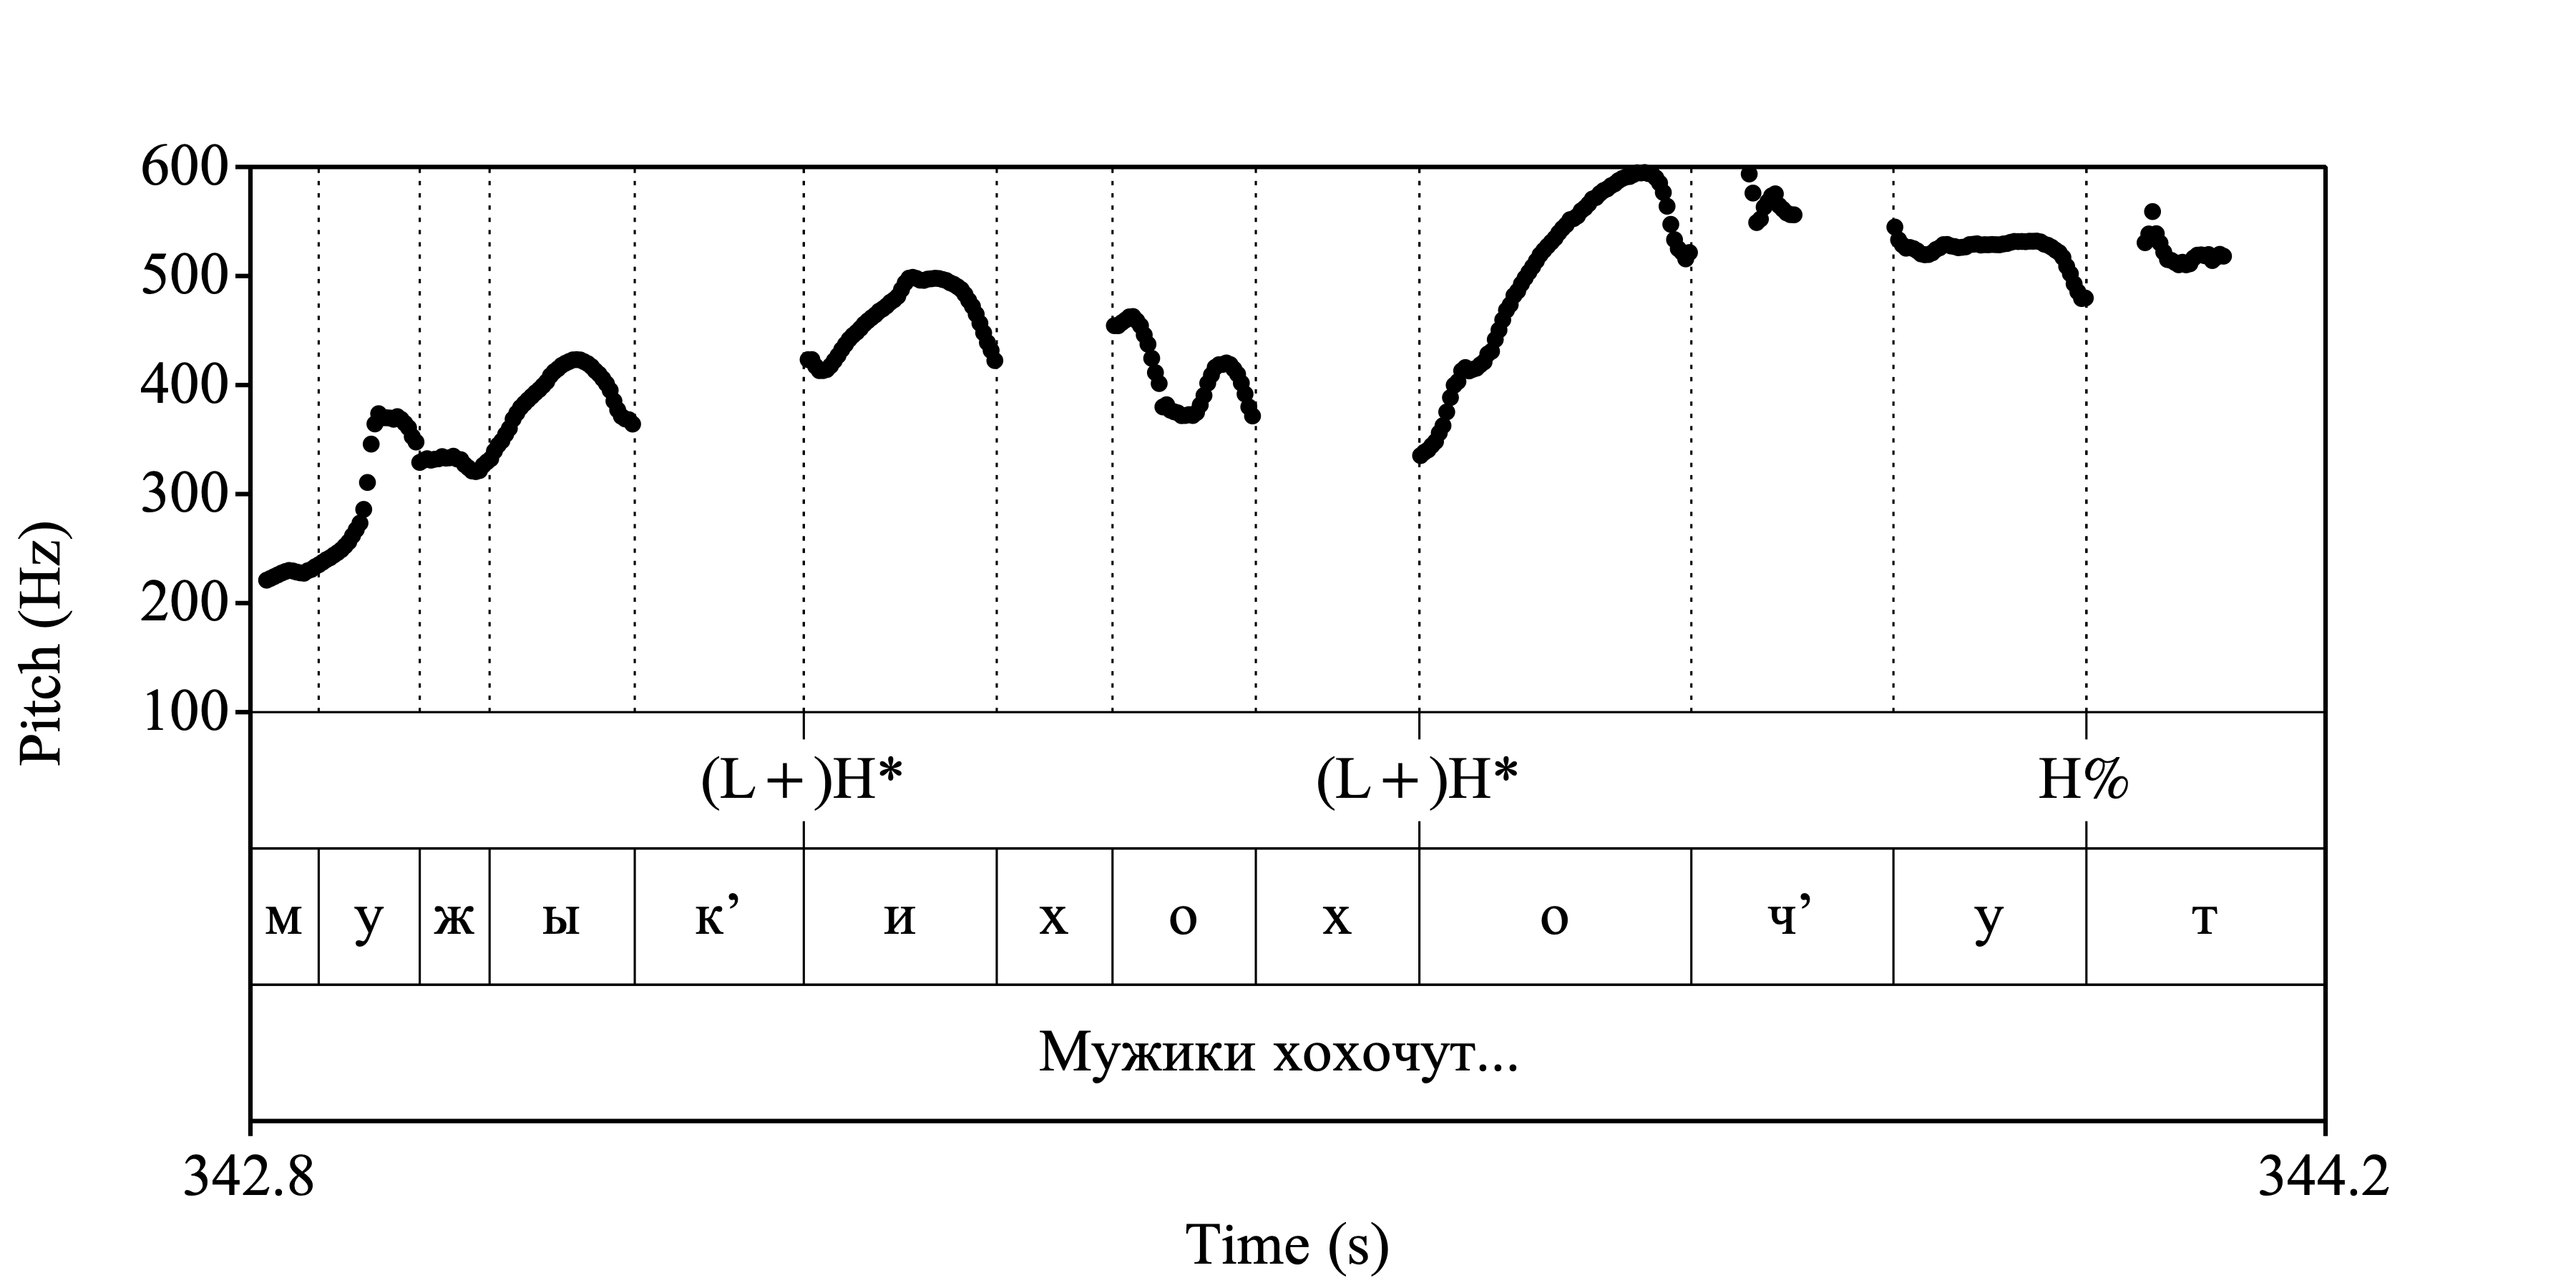 600
500
400
300
200
100
Pitch (Hz)
(L+)H* (L+)H* H%
м у ж ы к’ и х о х о ч’ у т
Мужики хохочут...
342.8 344.2
Time (s)